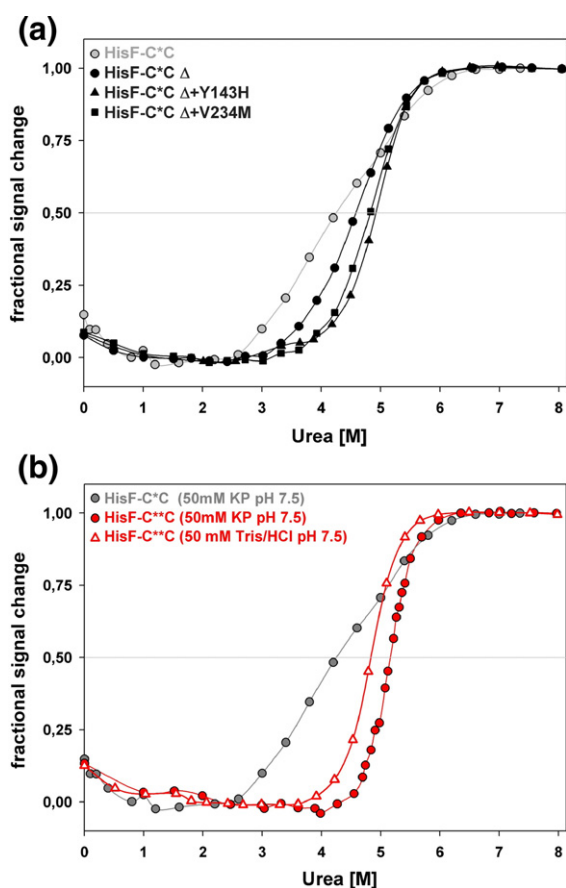 (a)
HisF-C*C
HisF-C*C Δ
HisF-C*C Δ+Y143H
HisF-C*C Δ+V234M
fractional signal change
1,00
0,75
0,50
0,25
0,00
0 1 2 3 4 5 6 7 8
Urea [M]
(b)
HisF-C*C (50mM KP pH 7.5)
HisF-C**C (50mM KP pH 7.5)
HisF-C**C (50 mM Tris/HCl pH 7.5)
fractional signal change
1,00
0,75
0,50
0,25
0,00
0 1 2 3 4 5 6 7 8
Urea [M]